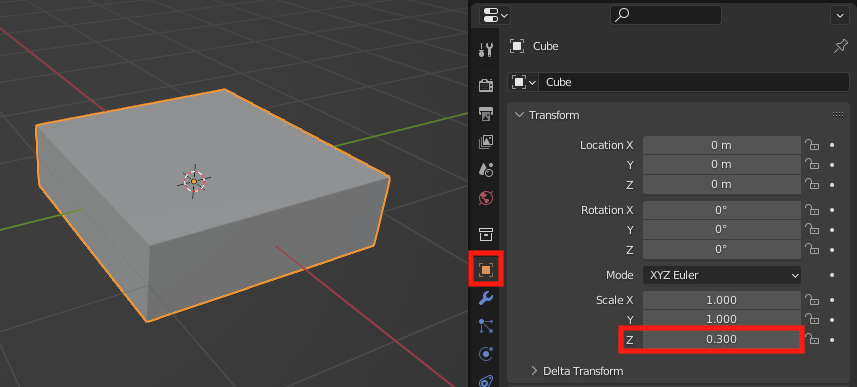 Cube
Cube
Transform
Location X 0 m
Y 0 m
Z 0 m
Rotation X 0°
Y 0°
Z 0°
Mode XYZ Euler
Scale X 1.000
Y 1.000
Z 0.300
Delta Transform